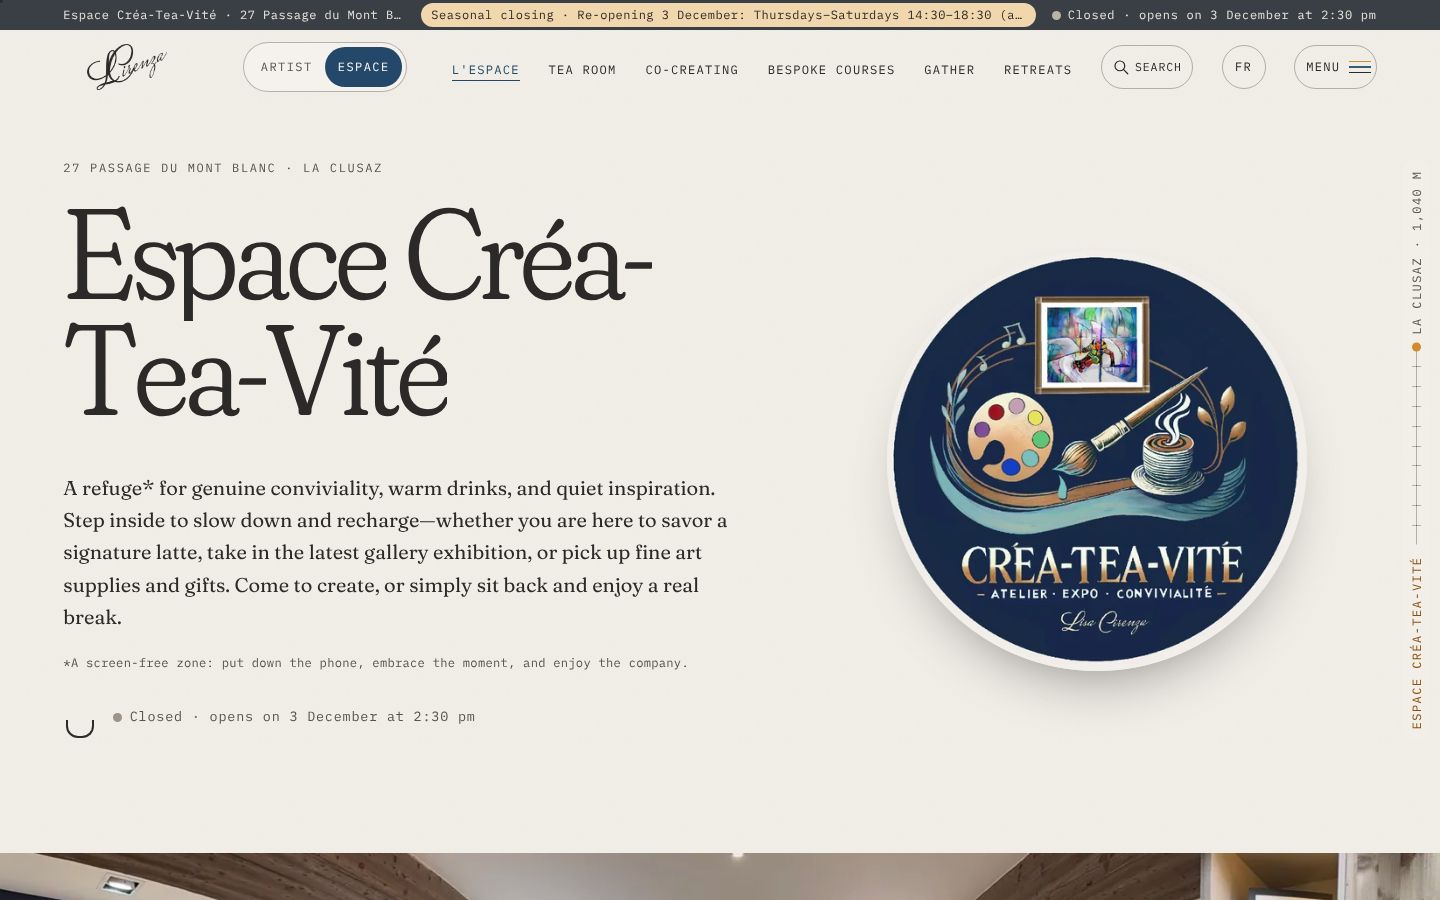 Espace Créa-Tea-Vité · 27 Passage du Mont B…
Seasonal closing · Re-opening 3 December: Thursdays–Saturdays 14:30–18:30 (a…
Closed · opens on 3 December at 2:30 pm
Lirenza
ARTIST
ESPACE
L'ESPACE
TEA ROOM
CO-CREATING
BESPOKE COURSES
GATHER
RETREATS
SEARCH
FR
MENU
27 PASSAGE DU MONT BLANC · LA CLUSAZ
Espace Créa-
Tea-Vité
A refuge* for genuine conviviality, warm drinks, and quiet inspiration.
Step inside to slow down and recharge—whether you are here to savor a
signature latte, take in the latest gallery exhibition, or pick up fine art
supplies and gifts. Come to create, or simply sit back and enjoy a real
break.
*A screen-free zone: put down the phone, embrace the moment, and enjoy the company.
Closed · opens on 3 December at 2:30 pm
CRÉA-TEA-VITÉ
– ATELIER · EXPO · CONVIVIALITÉ –
Lisa Cirenza
LA CLUSAZ · 1,040 M
ESPACE CRÉA-TEA-VITÉ